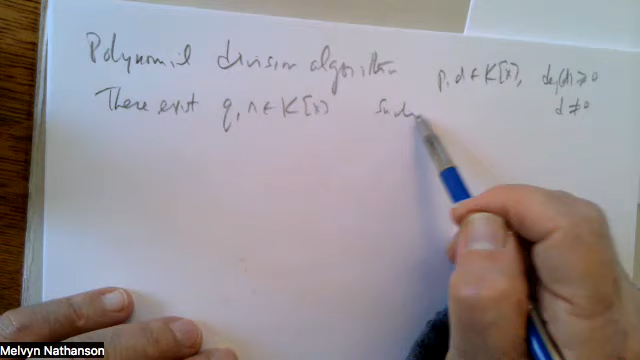 Polynomial division algorithm p, d ∈ K[x], deg(d) ≥ 0
There exist q, r ∈ K[x] such d ≠ 0
Melvyn Nathanson